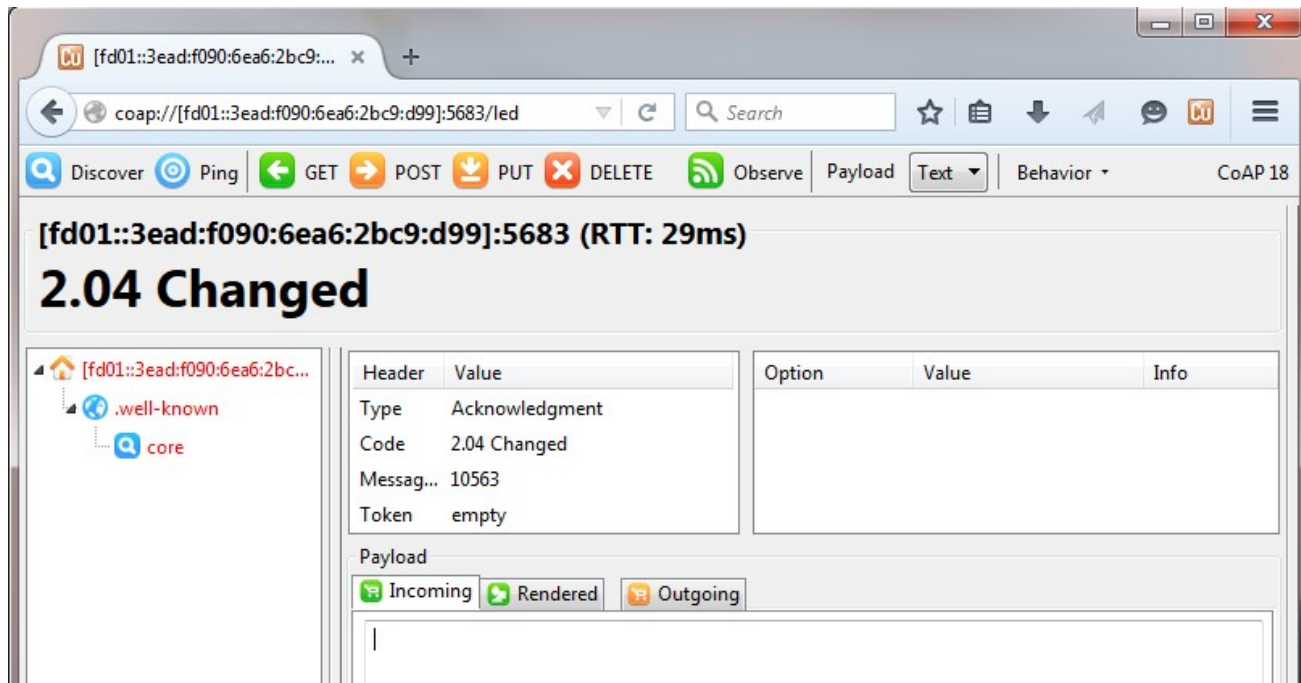 [fd01::3ead:f090:6ea6:2bc9:...
coap://[fd01::3ead:f090:6ea6:2bc9:d99]:5683/led
Search
Discover Ping GET POST PUT DELETE Observe Payload Text Behavior CoAP 18
[fd01::3ead:f090:6ea6:2bc9:d99]:5683 (RTT: 29ms)
2.04 Changed
[fd01::3ead:f090:6ea6:2bc...
.well-known
core
Header Value
Type Acknowledgment
Code 2.04 Changed
Messag... 10563
Token empty
Option Value Info
Payload
Incoming Rendered Outgoing